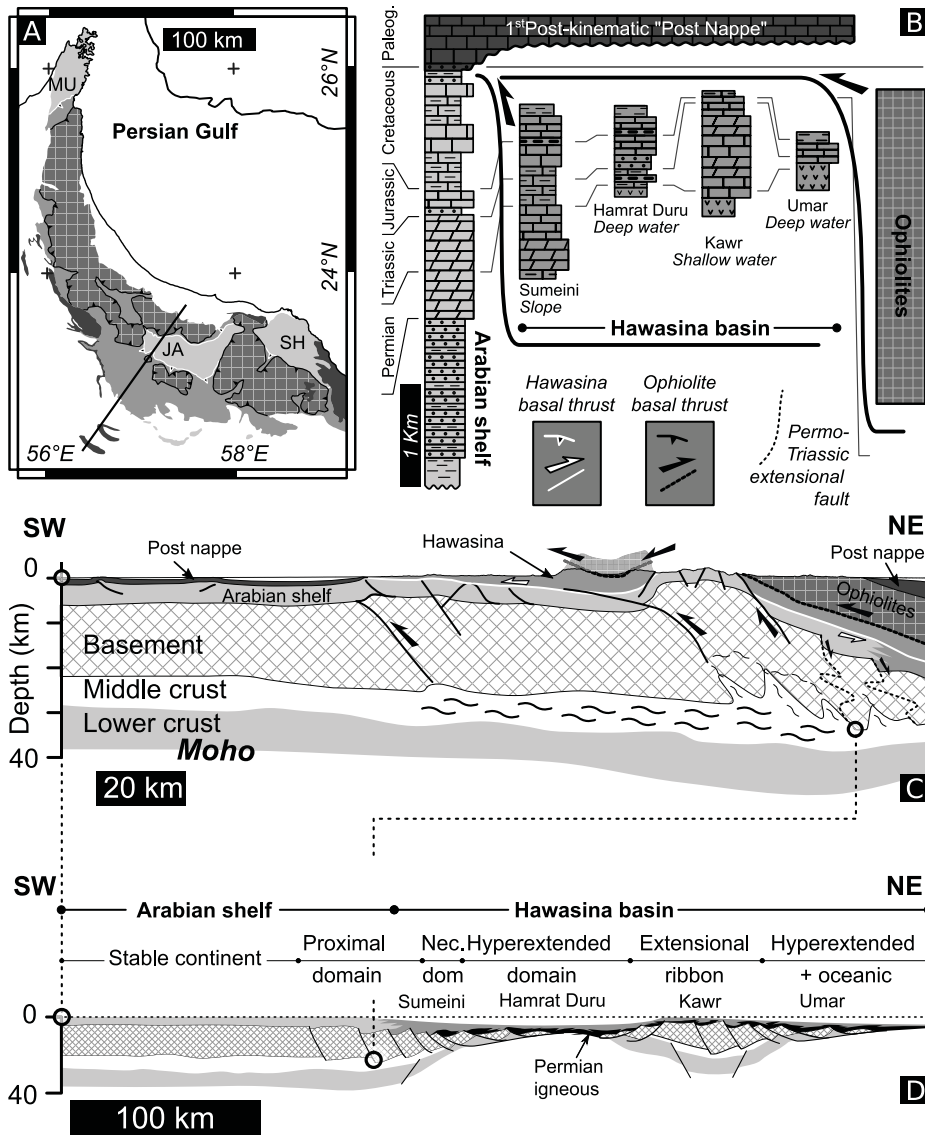 A
100 km
MU
26°N
Persian Gulf
24°N
JA
SH
56°E
58°E
B
1stPost-kinematic "Post Nappe"
Paleog.
Cretaceous
Jurassic
Triassic
Permian
Arabian shelf
1 Km
Sumeini
Slope
Hamrat Duru
Deep water
Kawr
Shallow water
Umar
Deep water
Hawasina basin
Ophiolites
Hawasina
basal thrust
Ophiolite
basal thrust
Permo-
Triassic
extensional
fault
SW
NE
Post nappe
Hawasina
Post nappe
0
Arabian shelf
Ophiolites
Basement
Middle crust
Lower crust
Moho
Depth (km)
40
20 km
C
SW
NE
Arabian shelf
Hawasina basin
Stable continent
Proximal
domain
Nec.
dom
Hyperextended
domain
Extensional
ribbon
Hyperextended
+ oceanic
Sumeini
Hamrat Duru
Kawr
Umar
0
Permian
igneous
40
100 km
D